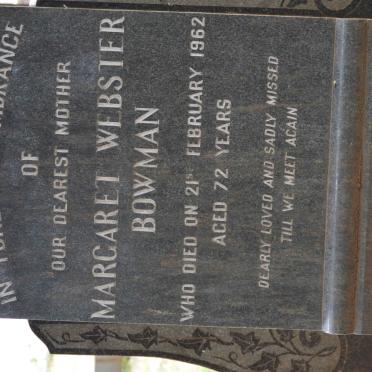 IN
OF
OUR DEAREST MOTHER
MARGARET WEBSTER
BOWMAN
WHO DIED ON 21ST FEBRUARY 1962
AGED 72 YEARS
DEARLY LOVED AND SADLY MISSED
TILL WE MEET AGAIN